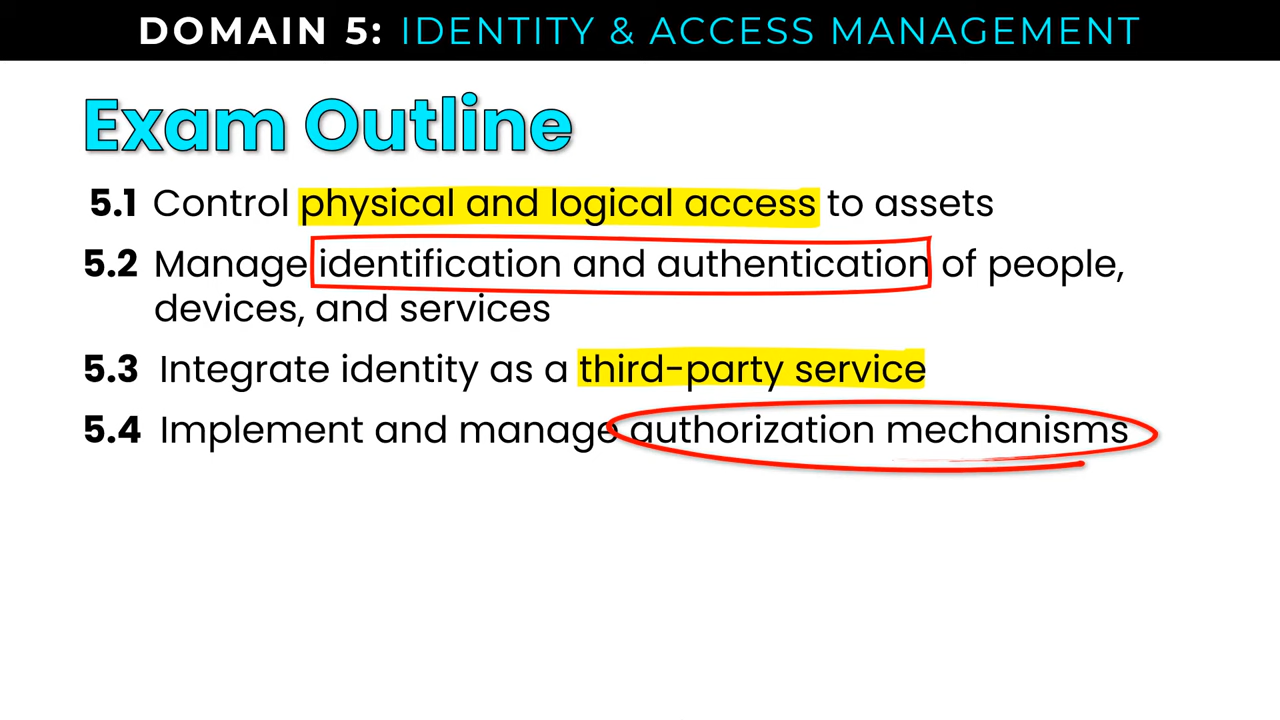 DOMAIN 5: IDENTITY & ACCESS MANAGEMENT
Exam Outline
5.1 Control physical and logical access to assets
5.2 Manage identification and authentication of people,
devices, and services
5.3 Integrate identity as a third-party service
5.4 Implement and manage authorization mechanisms